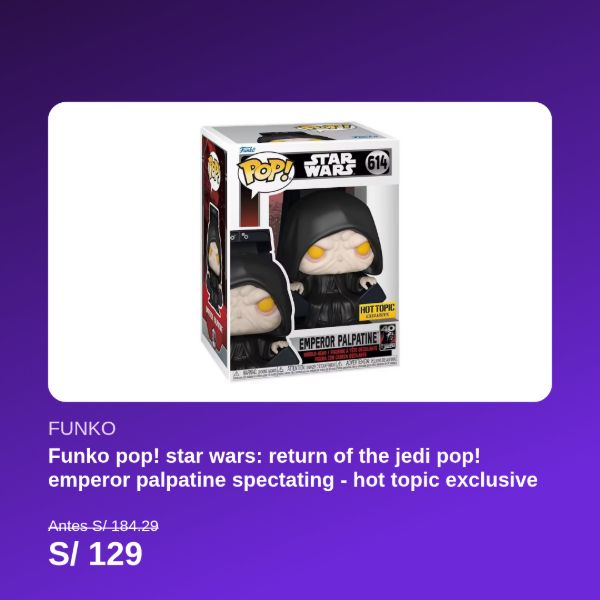 Funko
POP!
STAR
WARS
614
HOT TOPIC
EXCLUSIVE
EMPEROR PALPATINE
FUNKO
Funko pop! star wars: return of the jedi pop!
emperor palpatine spectating - hot topic exclusive
Antes S/ 184.29
S/ 129